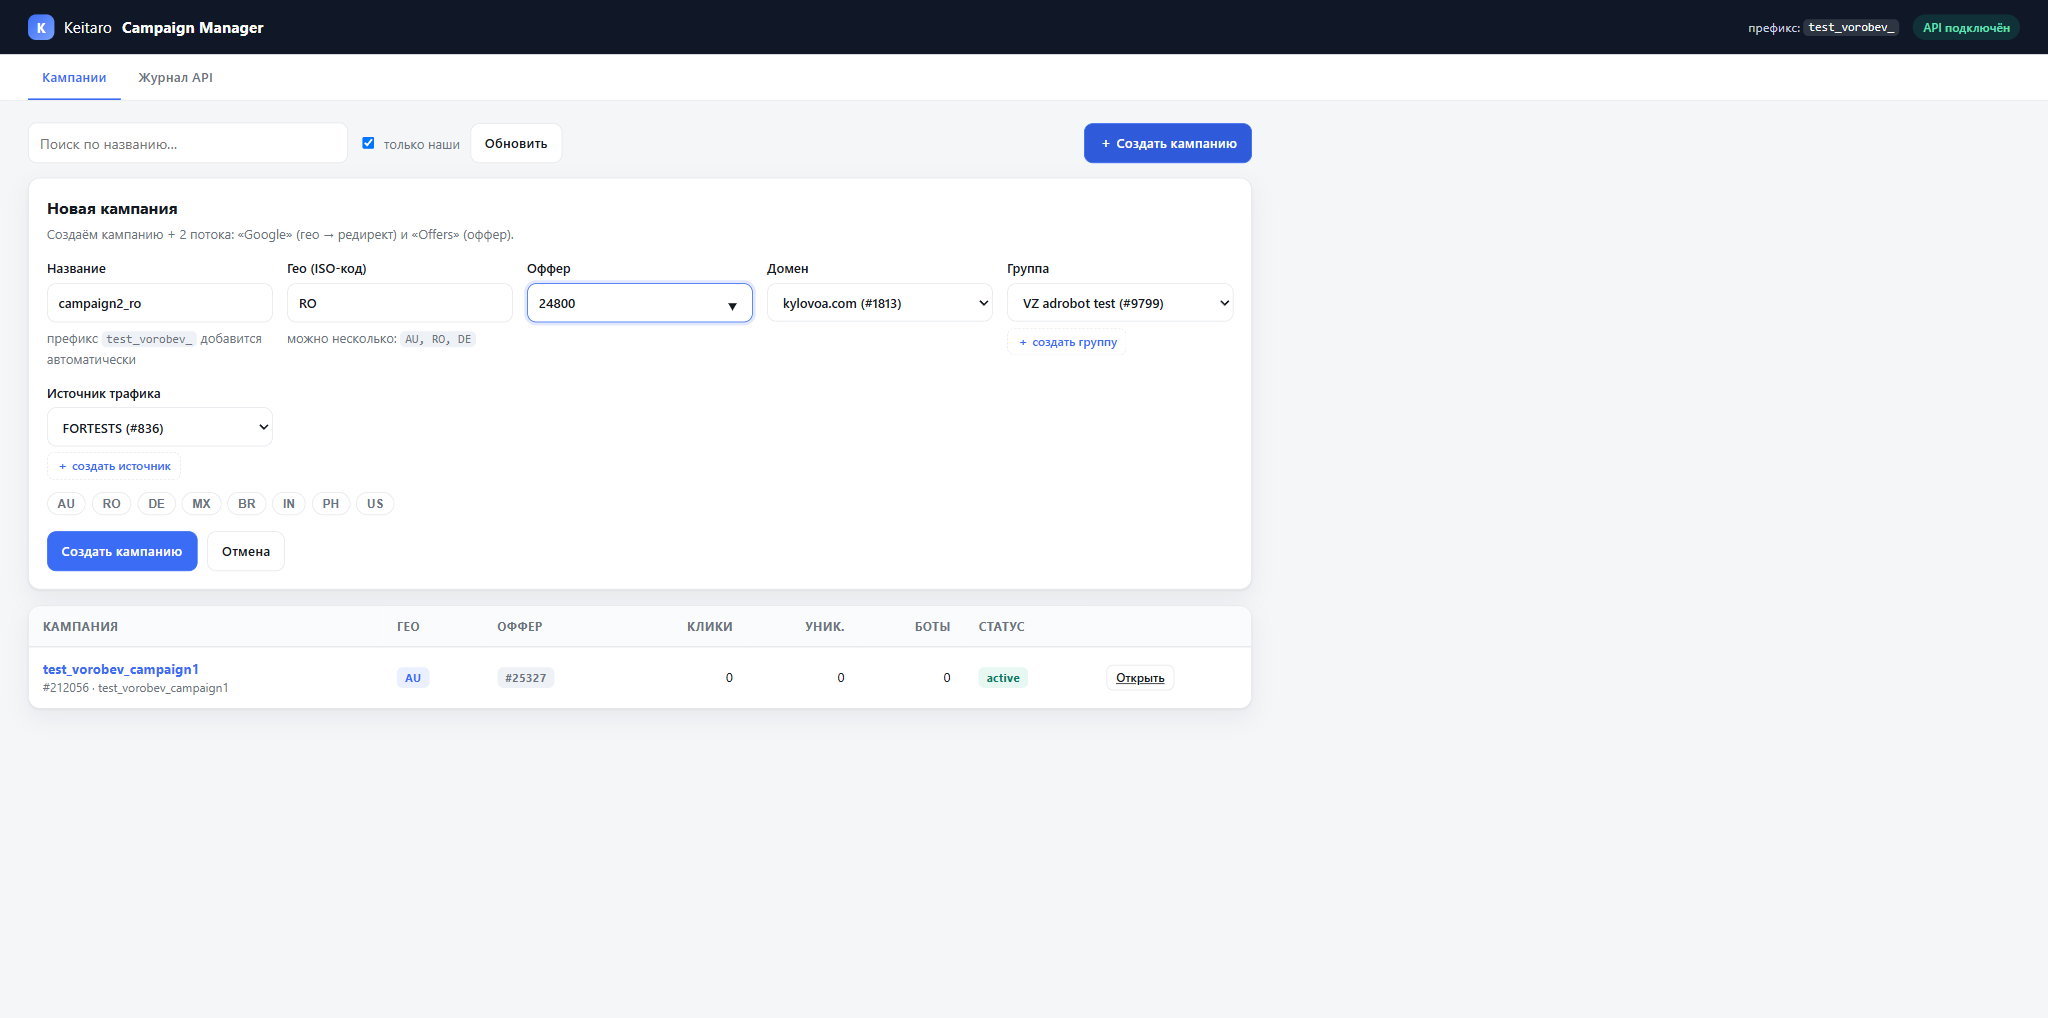 K Keitaro Campaign Manager
префикс: test_vorobev_ API подключён
Кампании Журнал API
Поиск по названию... только наши Обновить + Создать кампанию
Новая кампания
Создаём кампанию + 2 потока: «Google» (гео → редирект) и «Offers» (оффер).
Название Гео (ISO-код) Оффер Домен Группа
campaign2_ro RO 24800 kylovoa.com (#1813) VZ adrobot test (#9799)
префикс test_vorobev_ добавится автоматически
можно несколько: AU, RO, DE
+ создать группу
Источник трафика
FORTESTS (#836)
+ создать источник
AU RO DE MX BR IN PH US
Создать кампанию Отмена
КАМПАНИЯ ГЕО ОФФЕР КЛИКИ УНИК. БОТЫ СТАТУС
test_vorobev_campaign1 AU #25327 0 0 0 active Открыть
#212056 · test_vorobev_campaign1